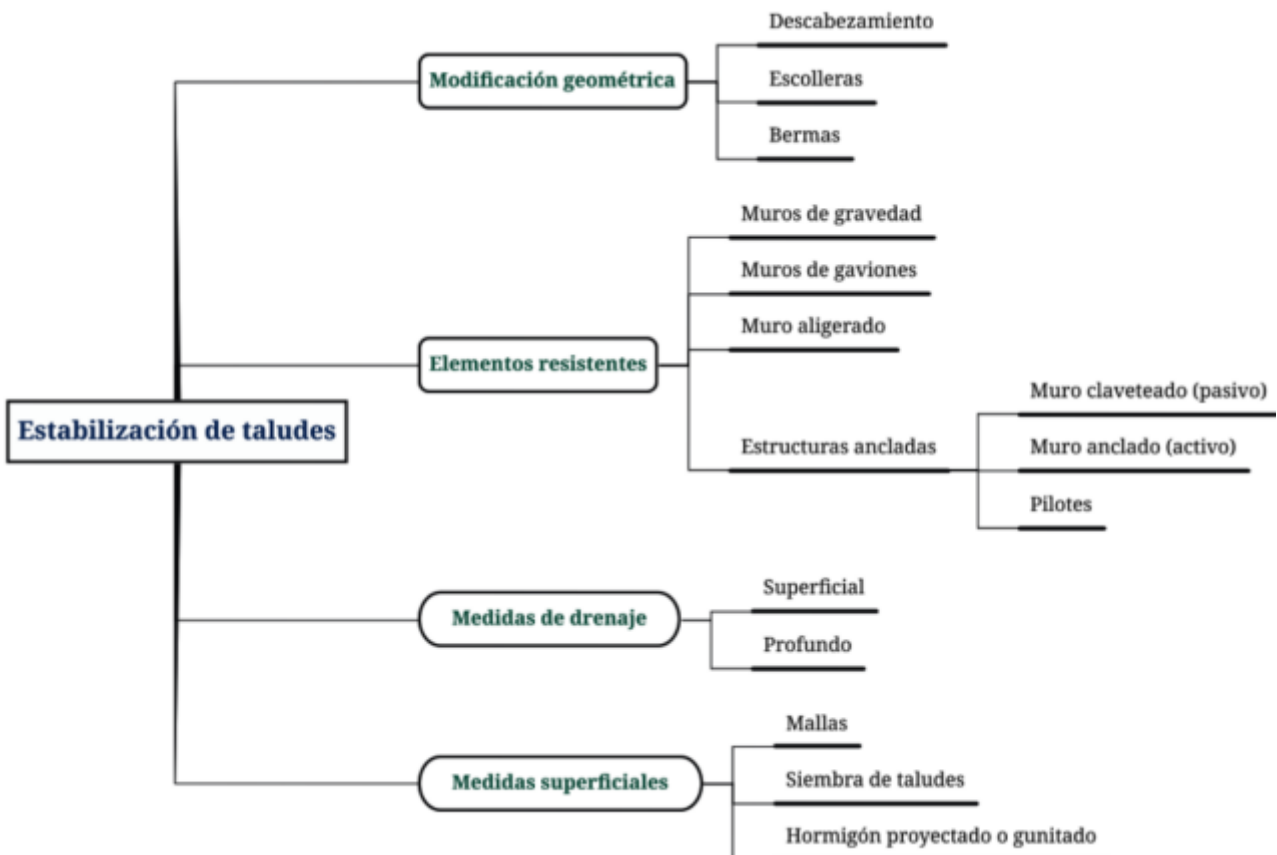 Estabilización de taludes
Modificación geométrica
Descabezamiento
Escolleras
Bermas
Elementos resistentes
Muros de gravedad
Muros de gaviones
Muro aligerado
Estructuras ancladas
Muro claveteado (pasivo)
Muro anclado (activo)
Pilotes
Medidas de drenaje
Superficial
Profundo
Medidas superficiales
Mallas
Siembra de taludes
Hormigón proyectado o gunitado